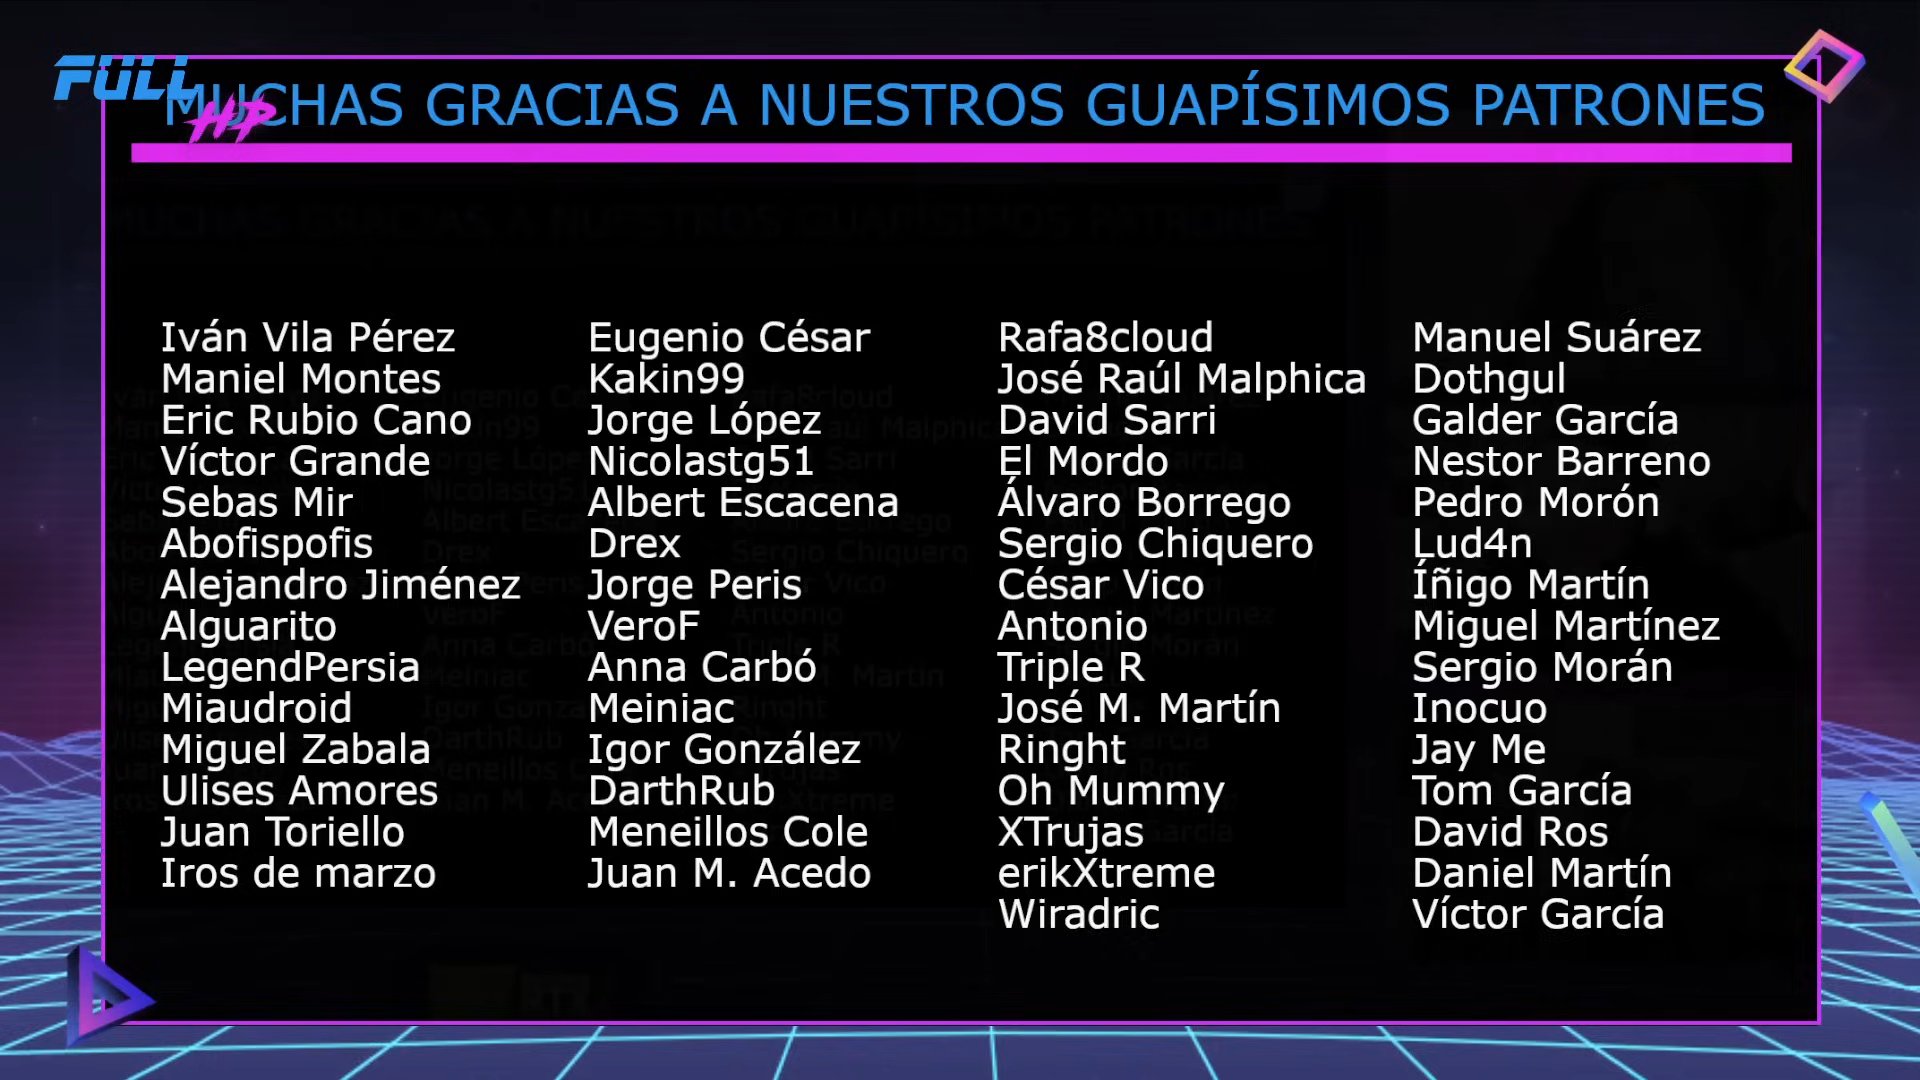 FULL
HP
MUCHAS GRACIAS A NUESTROS GUAPÍSIMOS PATRONES
Iván Vila Pérez
Maniel Montes
Eric Rubio Cano
Víctor Grande
Sebas Mir
Abofispofis
Alejandro Jiménez
Alguarito
LegendPersia
Miaudroid
Miguel Zabala
Ulises Amores
Juan Toriello
Iros de marzo
Eugenio César
Kakin99
Jorge López
Nicolastg51
Albert Escacena
Drex
Jorge Peris
VeroF
Anna Carbó
Meiniac
Igor González
DarthRub
Meneillos Cole
Juan M. Acedo
Rafa8cloud
José Raúl Malphica
David Sarri
El Mordo
Álvaro Borrego
Sergio Chiquero
César Vico
Antonio
Triple R
José M. Martín
Ringht
Oh Mummy
XTrujas
erikXtreme
Wiradric
Manuel Suárez
Dothgul
Galder García
Nestor Barreno
Pedro Morón
Lud4n
Íñigo Martín
Miguel Martínez
Sergio Morán
Inocuo
Jay Me
Tom García
David Ros
Daniel Martín
Víctor García